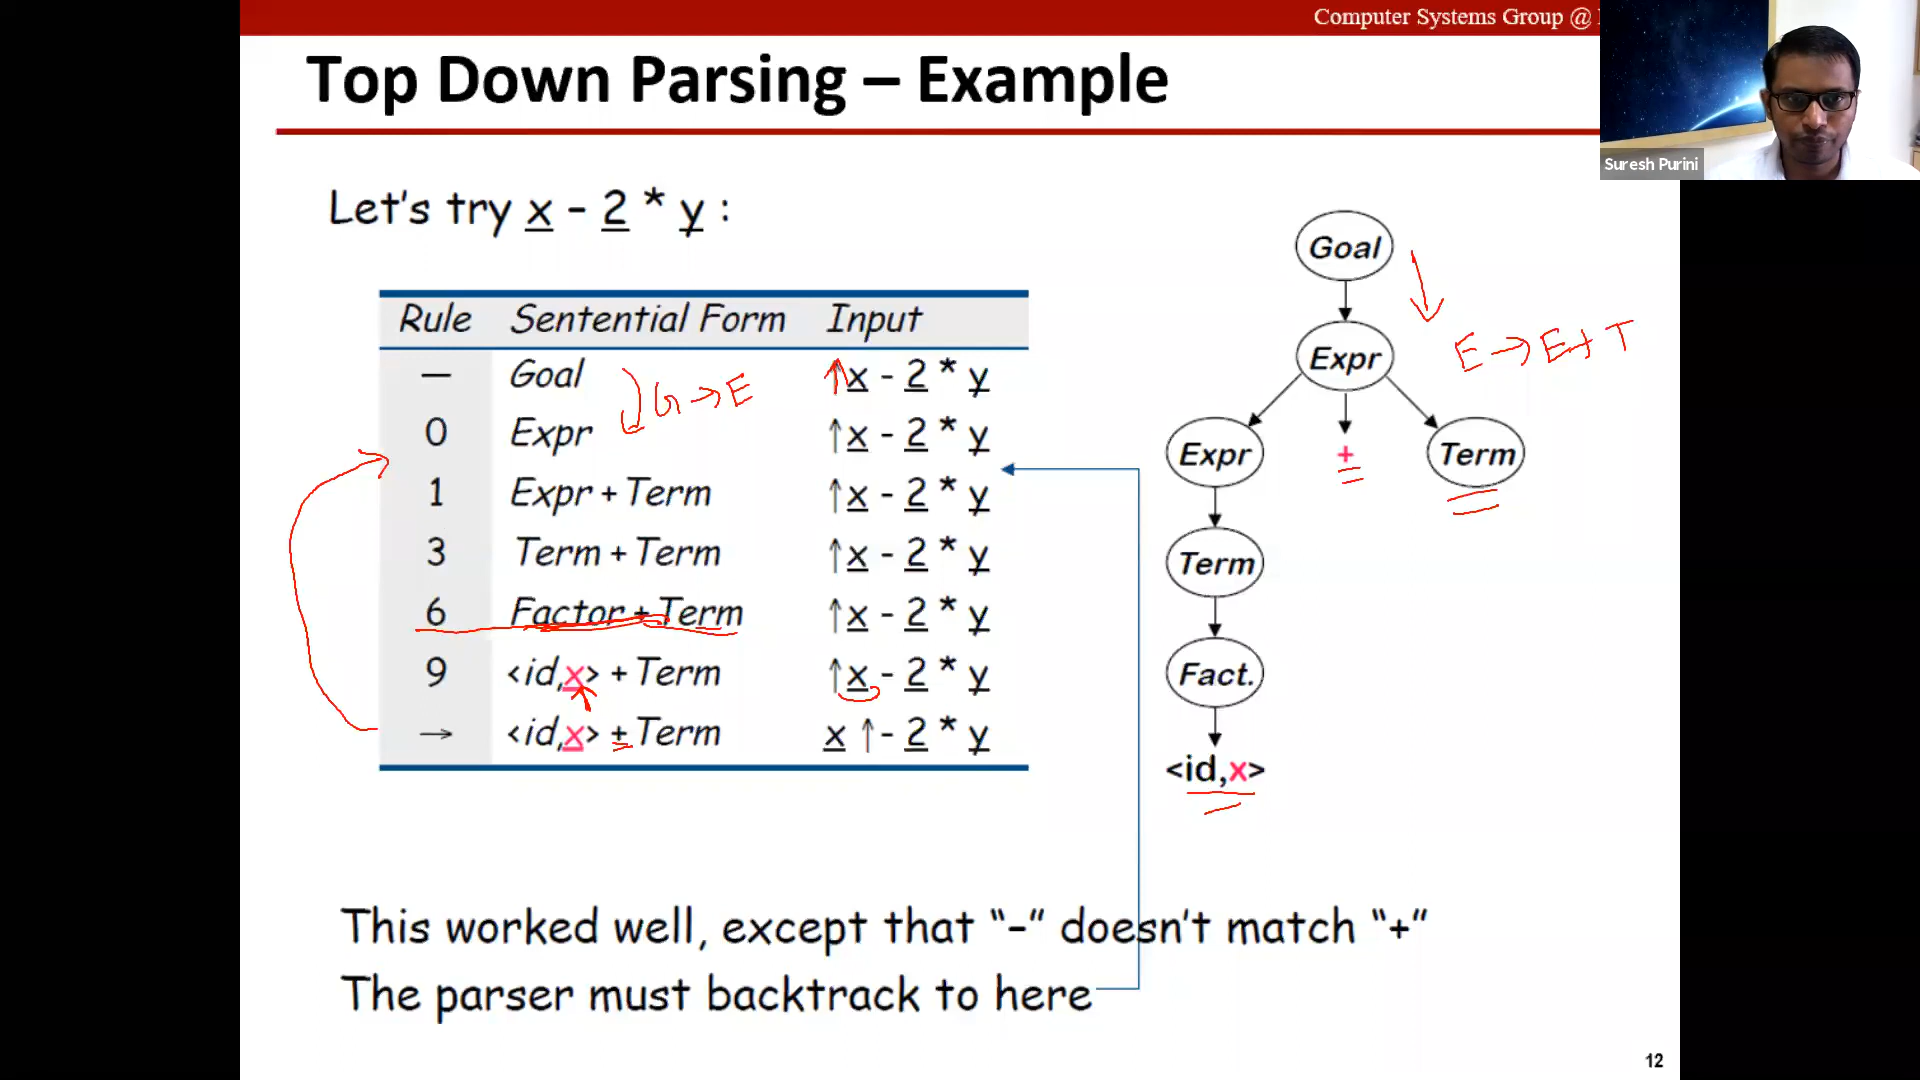 Computer Systems Group @
Suresh Purini
Top Down Parsing – Example
Let's try x – 2 * y :
Rule Sentential Form Input
— Goal ↑x - 2 * y
G → E
0 Expr ↑x - 2 * y
1 Expr + Term ↑x - 2 * y
3 Term + Term ↑x - 2 * y
6 Factor + Term ↑x - 2 * y
9 <id,x> + Term ↑x - 2 * y
→ <id,x> + Term x ↑- 2 * y
Goal
Expr
E → E + T
Expr + Term
Term
Fact.
<id,x>
This worked well, except that “–” doesn't match “+”
The parser must backtrack to here
12